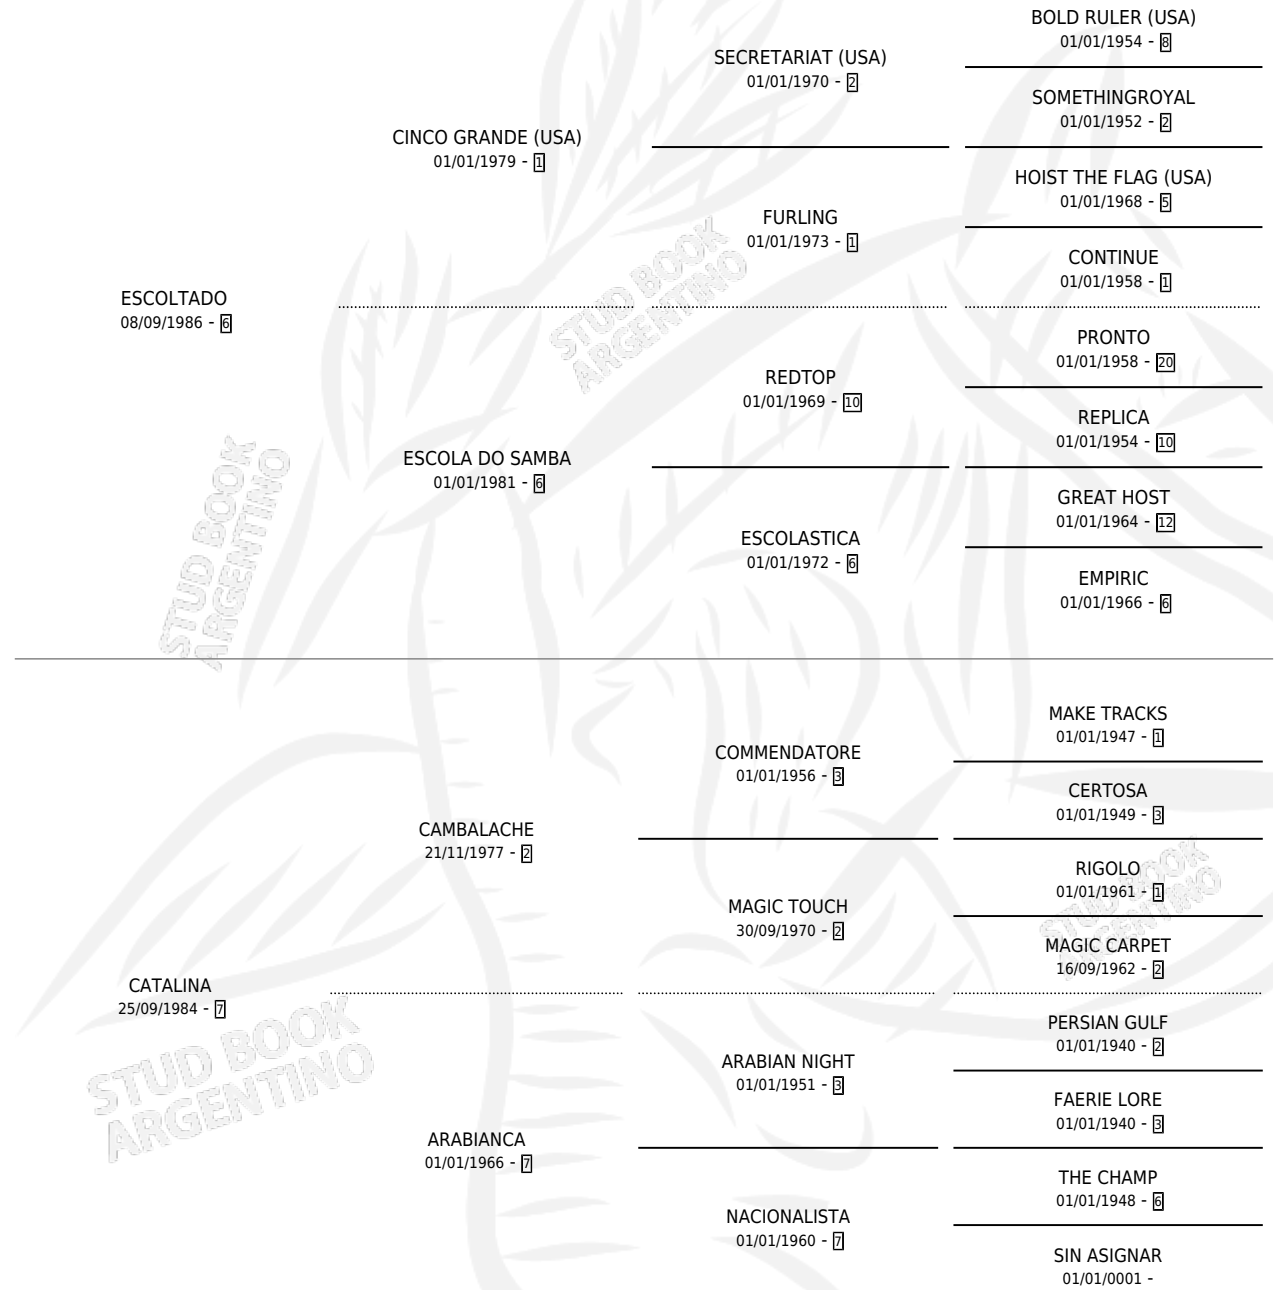 BOLD RULER (USA)
01/01/1954 - 8
SECRETARIAT (USA)
01/01/1970 - 2
SOMETHINGROYAL
01/01/1952 - 2
CINCO GRANDE (USA)
01/01/1979 - 1
HOIST THE FLAG (USA)
01/01/1968 - 5
FURLING
01/01/1973 - 1
CONTINUE
01/01/1958 - 1
ESCOLTADO
08/09/1986 - 6
PRONTO
01/01/1958 - 20
REDTOP
01/01/1969 - 10
REPLICA
01/01/1954 - 10
ESCOLA DO SAMBA
01/01/1981 - 6
GREAT HOST
01/01/1964 - 12
ESCOLASTICA
01/01/1972 - 6
EMPIRIC
01/01/1966 - 6
STUD BOOK
ARGENTINO
STUD BOOK
ARGENTINO
MAKE TRACKS
01/01/1947 - 1
COMMENDATORE
01/01/1956 - 3
CERTOSA
01/01/1949 - 3
CAMBALACHE
21/11/1977 - 2
RIGOLO
01/01/1961 - 1
MAGIC TOUCH
30/09/1970 - 2
MAGIC CARPET
16/09/1962 - 2
CATALINA
25/09/1984 - 7
PERSIAN GULF
01/01/1940 - 2
ARABIAN NIGHT
01/01/1951 - 3
FAERIE LORE
01/01/1940 - 3
ARABIANCA
01/01/1966 - 7
THE CHAMP
01/01/1948 - 6
NACIONALISTA
01/01/1960 - 7
SIN ASIGNAR
01/01/0001 -
STUD BOOK
ARGENTINO
STUD BOOK
ARGENTINO